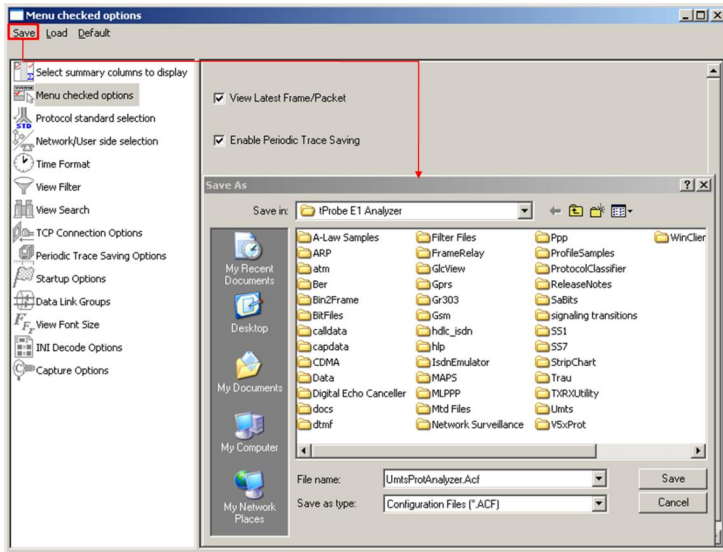 Menu checked options
Save Load Default
Select summary columns to display
Menu checked options
Protocol standard selection
Network/User side selection
Time Format
View Filter
View Search
TCP Connection Options
Periodic Trace Saving Options
Startup Options
Data Link Groups
View Font Size
INI Decode Options
Capture Options
View Latest Frame/Packet
Enable Periodic Trace Saving
Save As
Save in: tProbe E1 Analyzer
My Recent Documents
Desktop
My Documents
My Computer
My Network Places
A-Law Samples
ARP
atm
Ber
Bin2Frame
BitFiles
calldata
capdata
CDMA
Data
Digital Echo Canceller
docs
dtmf
Filter Files
FrameRelay
GlcView
Gprs
Gr303
Gsm
hdlc_isdn
hlp
IsdnEmulator
MAPS
MLPPP
Mtd Files
Network Surveillance
Ppp
ProfileSamples
ProtocolClassifier
ReleaseNotes
SaBits
signaling transitions
SS1
SS7
StripChart
Trau
TXRXUtility
Umts
V5xProt
WinClier
File name: UmtsProtAnalyzer.Acf Save
Save as type: Configuration Files (*.ACF) Cancel